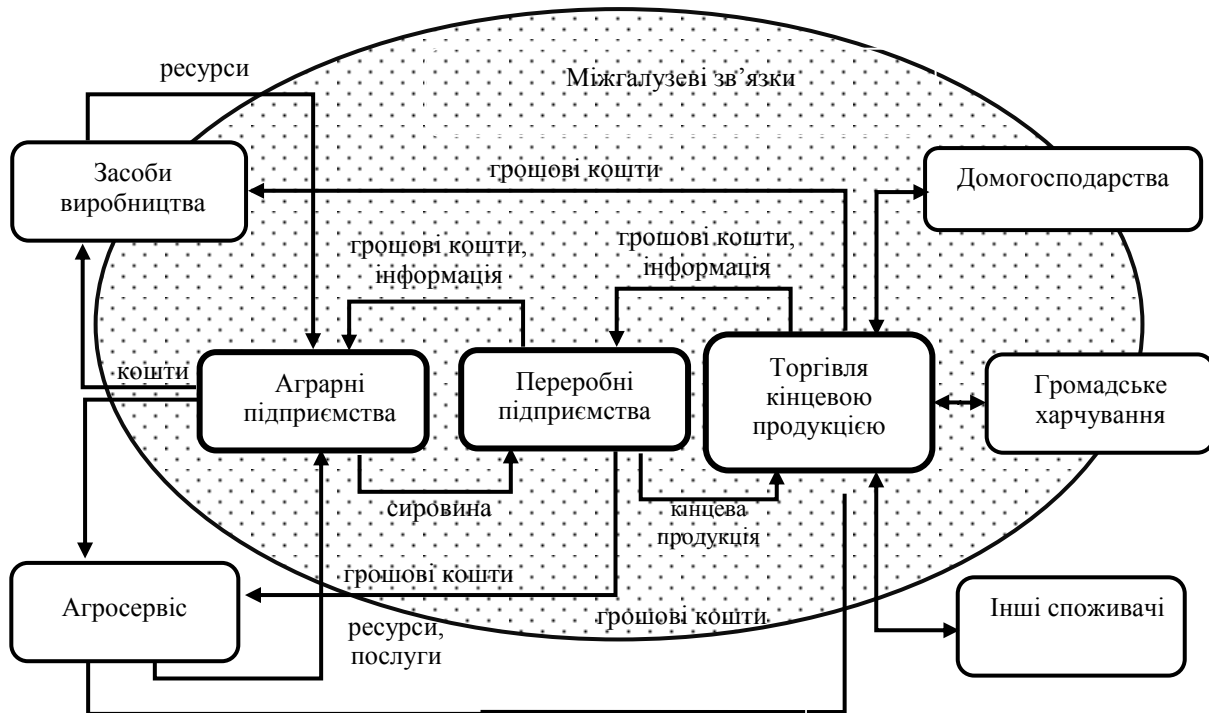 ресурси
Міжгалузеві зв’язки
Засоби
виробництва
грошові кошти
Домогосподарства
грошові кошти,
інформація
грошові кошти,
інформація
кошти
Аграрні
підприємства
Переробні
підприємства
Торгівля
кінцевою
продукцією
Громадське
харчування
сировина
кінцева
продукція
Агросервіс
грошові кошти
ресурси,
послуги
грошові кошти
Інші споживачі